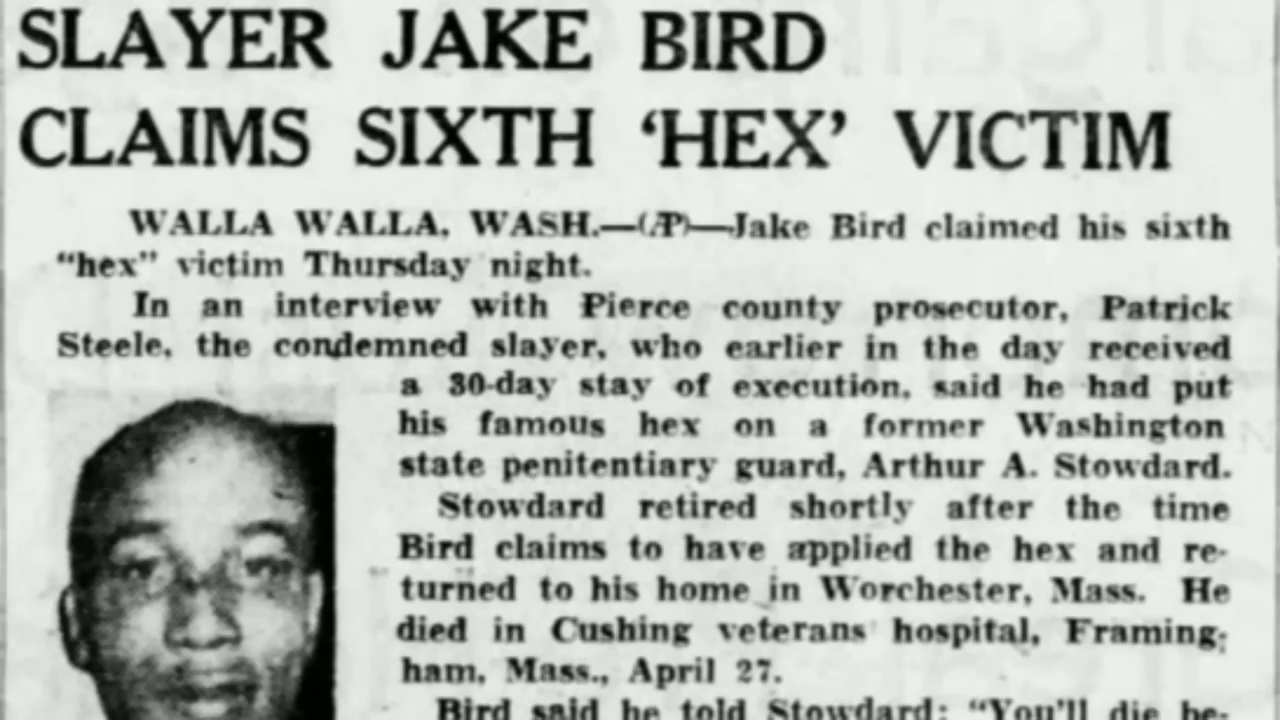 SLAYER JAKE BIRD
CLAIMS SIXTH ‘HEX’ VICTIM
WALLA WALLA, WASH.—(AP)—Jake Bird claimed his sixth
“hex” victim Thursday night.
In an interview with Pierce county prosecutor, Patrick
Steele, the condemned slayer, who earlier in the day received
a 30-day stay of execution, said he had put
his famous hex on a former Washington
state penitentiary guard, Arthur A. Stowdard.
Stowdard retired shortly after the time
Bird claims to have applied the hex and re-
turned to his home in Worchester, Mass. He
died in Cushing veterans hospital, Framing-
ham, Mass., April 27.
Bird said he told Stowdard: “You'll die be-